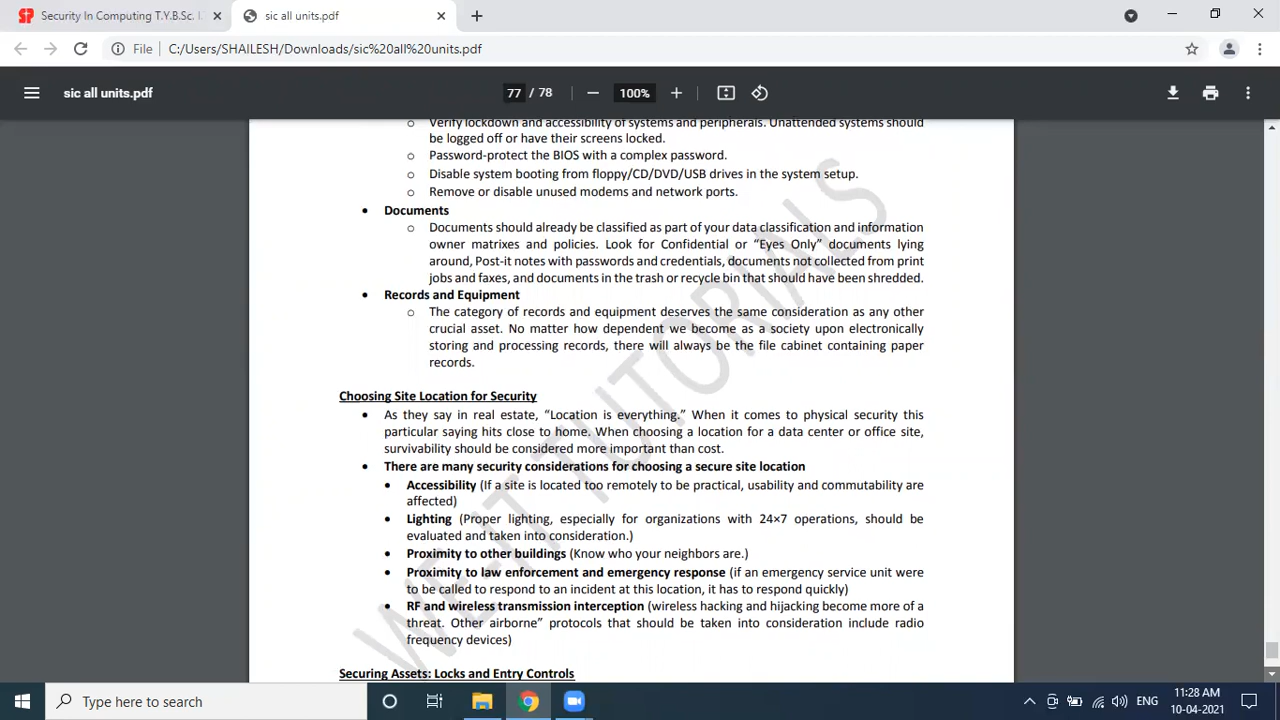 Security In Computing T.Y.B.Sc. I
sic all units.pdf
File
C:/Users/SHAILESH/Downloads/sic%20all%20units.pdf
sic all units.pdf
77 / 78
100%
o Verify lockdown and accessibility of systems and peripherals. Unattended systems should
be logged off or have their screens locked.
o Password-protect the BIOS with a complex password.
o Disable system booting from floppy/CD/DVD/USB drives in the system setup.
o Remove or disable unused modems and network ports.
• Documents
o Documents should already be classified as part of your data classification and information
owner matrixes and policies. Look for Confidential or “Eyes Only” documents lying
around, Post-it notes with passwords and credentials, documents not collected from print
jobs and faxes, and documents in the trash or recycle bin that should have been shredded.
• Records and Equipment
o The category of records and equipment deserves the same consideration as any other
crucial asset. No matter how dependent we become as a society upon electronically
storing and processing records, there will always be the file cabinet containing paper
records.
Choosing Site Location for Security
• As they say in real estate, “Location is everything.” When it comes to physical security this
particular saying hits close to home. When choosing a location for a data center or office site,
survivability should be considered more important than cost.
• There are many security considerations for choosing a secure site location
• Accessibility (If a site is located too remotely to be practical, usability and commutability are
affected)
• Lighting (Proper lighting, especially for organizations with 24×7 operations, should be
evaluated and taken into consideration.)
• Proximity to other buildings (Know who your neighbors are.)
• Proximity to law enforcement and emergency response (if an emergency service unit were
to be called to respond to an incident at this location, it has to respond quickly)
• RF and wireless transmission interception (wireless hacking and hijacking become more of a
threat. Other airborne” protocols that should be taken into consideration include radio
frequency devices)
Securing Assets: Locks and Entry Controls
WE-IT TUTORIALS
Type here to search
ENG
11:28 AM
10-04-2021